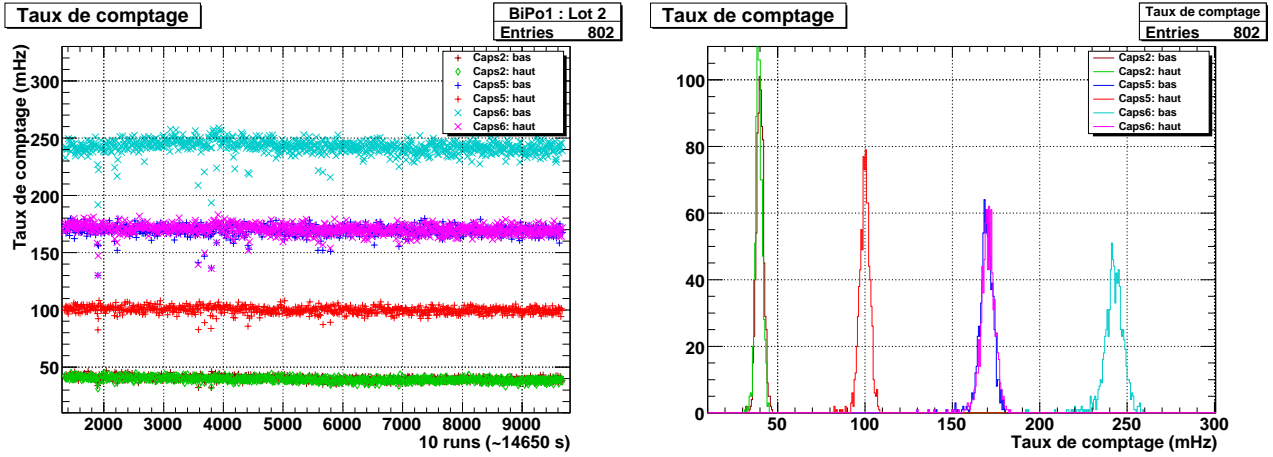 Taux de comptage
BiPo1 : Lot 2
Entries 802
Taux de comptage (mHz)
300
250
200
150
100
50
Caps2: bas
Caps2: haut
Caps5: bas
Caps5: haut
Caps6: bas
Caps6: haut
2000 3000 4000 5000 6000 7000 8000 9000
10 runs (~14650 s)
Taux de comptage
Taux de comptage
Entries 802
100
80
60
40
20
0
Caps2: bas
Caps2: haut
Caps5: bas
Caps5: haut
Caps6: bas
Caps6: haut
50 100 150 200 250 300
Taux de comptage (mHz)